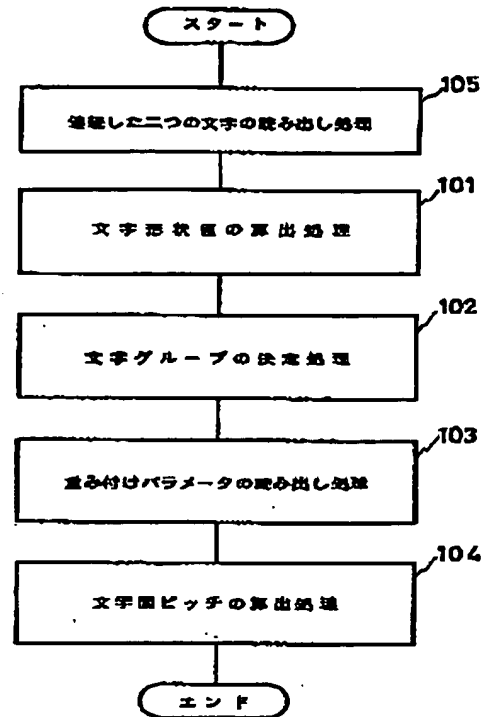 スタート
105
連続した二つの文字の読み出し処理
101
文字形状値の算出処理
102
文字グループの決定処理
103
重み付けパラメータの読み出し処理
104
文字間ピッチの算出処理
エンド